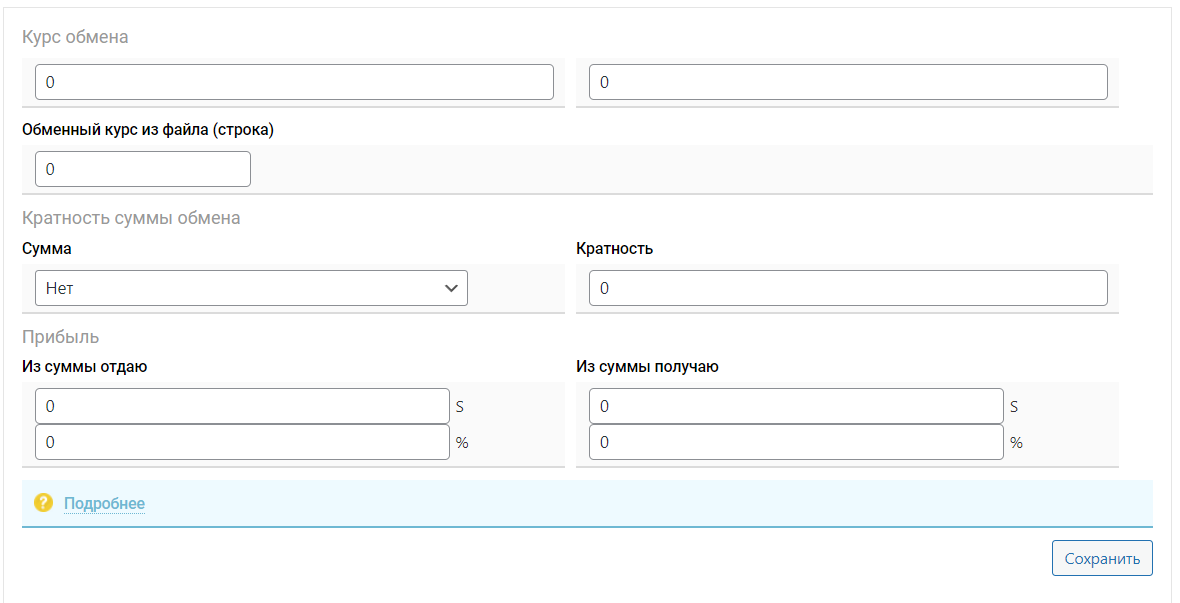 Курс обмена
0 0
Обменный курс из файла (строка)
0
Кратность суммы обмена
Сумма Кратность
Нет 0
Прибыль
Из суммы отдаю Из суммы получаю
0 S 0 S
0 % 0 %
? Подробнее
Сохранить